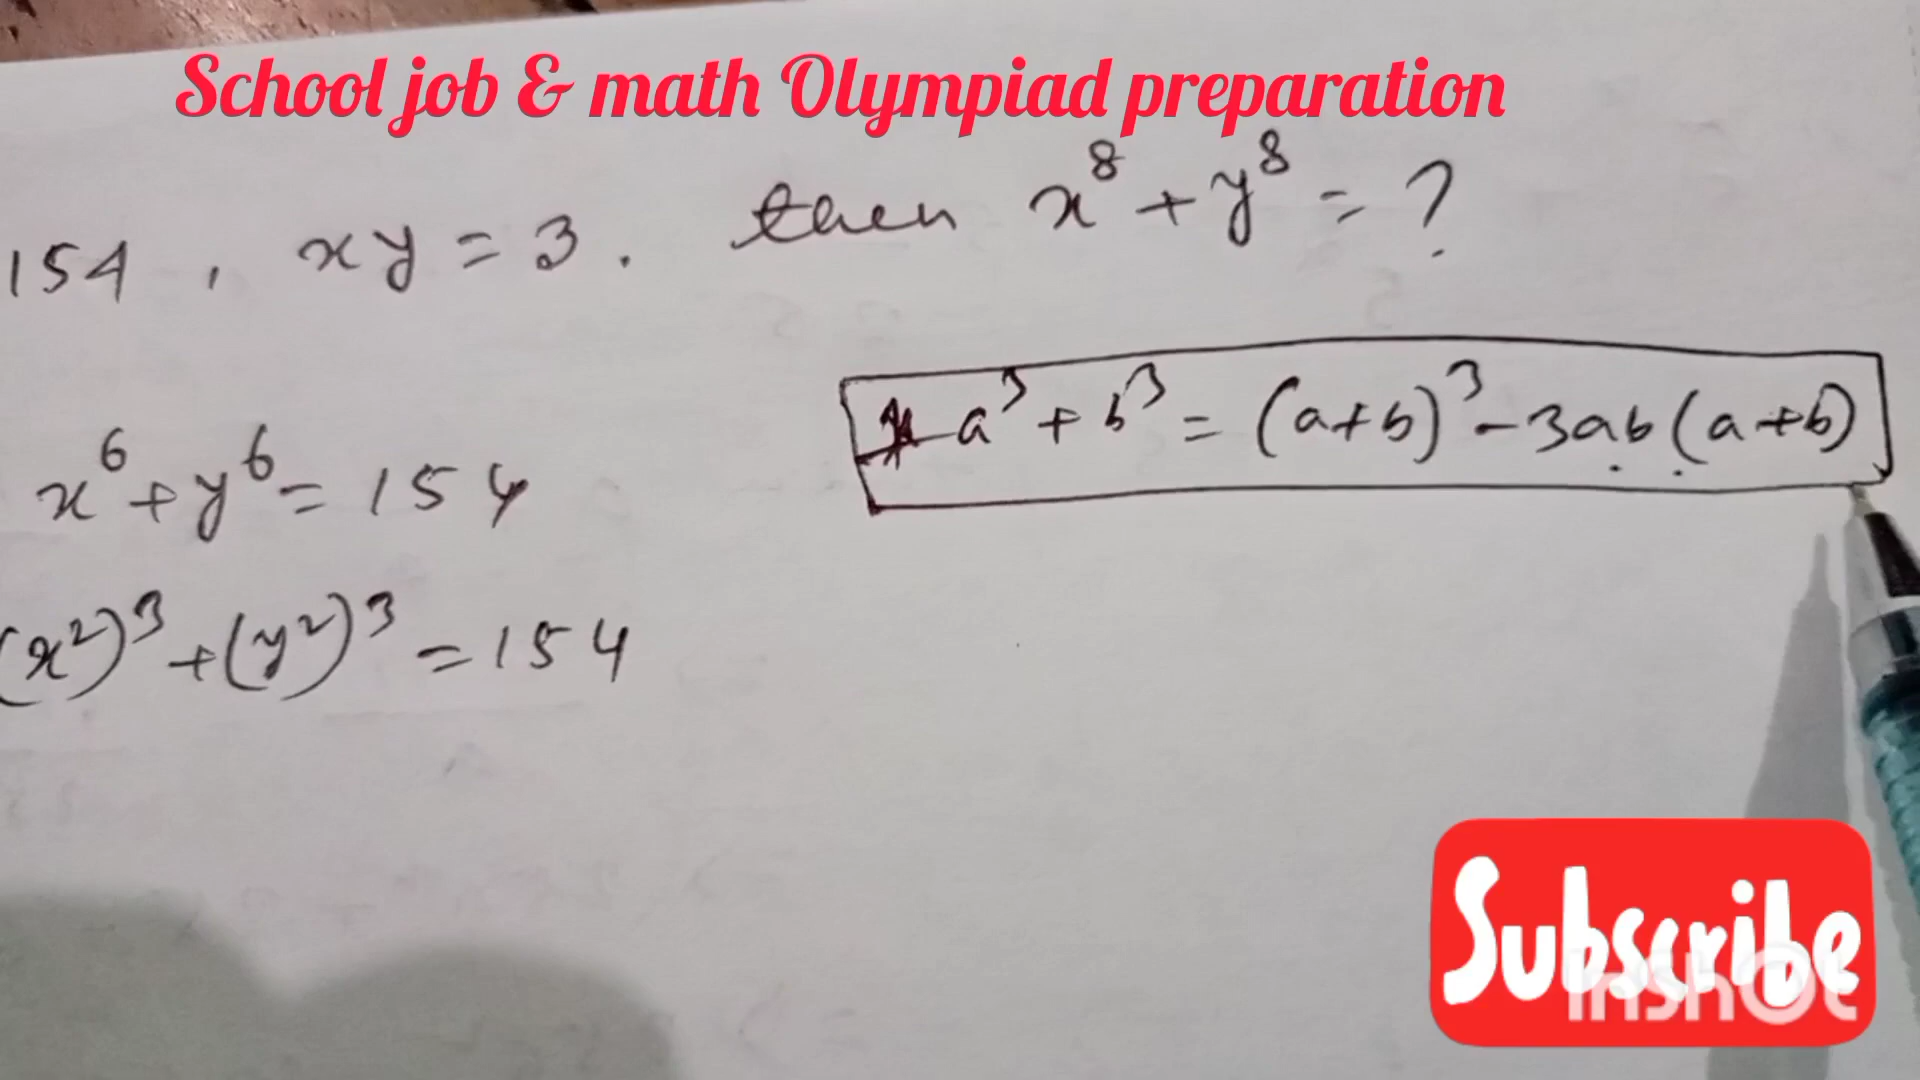 School job & math Olympiad preparation
154 , xy = 3 . then x⁸ + y⁸ = ?
a³ + b³ = (a+b)³ - 3ab(a+b)
x⁶ + y⁶ = 154
(x²)³ + (y²)³ = 154
Subscribe
InShOt